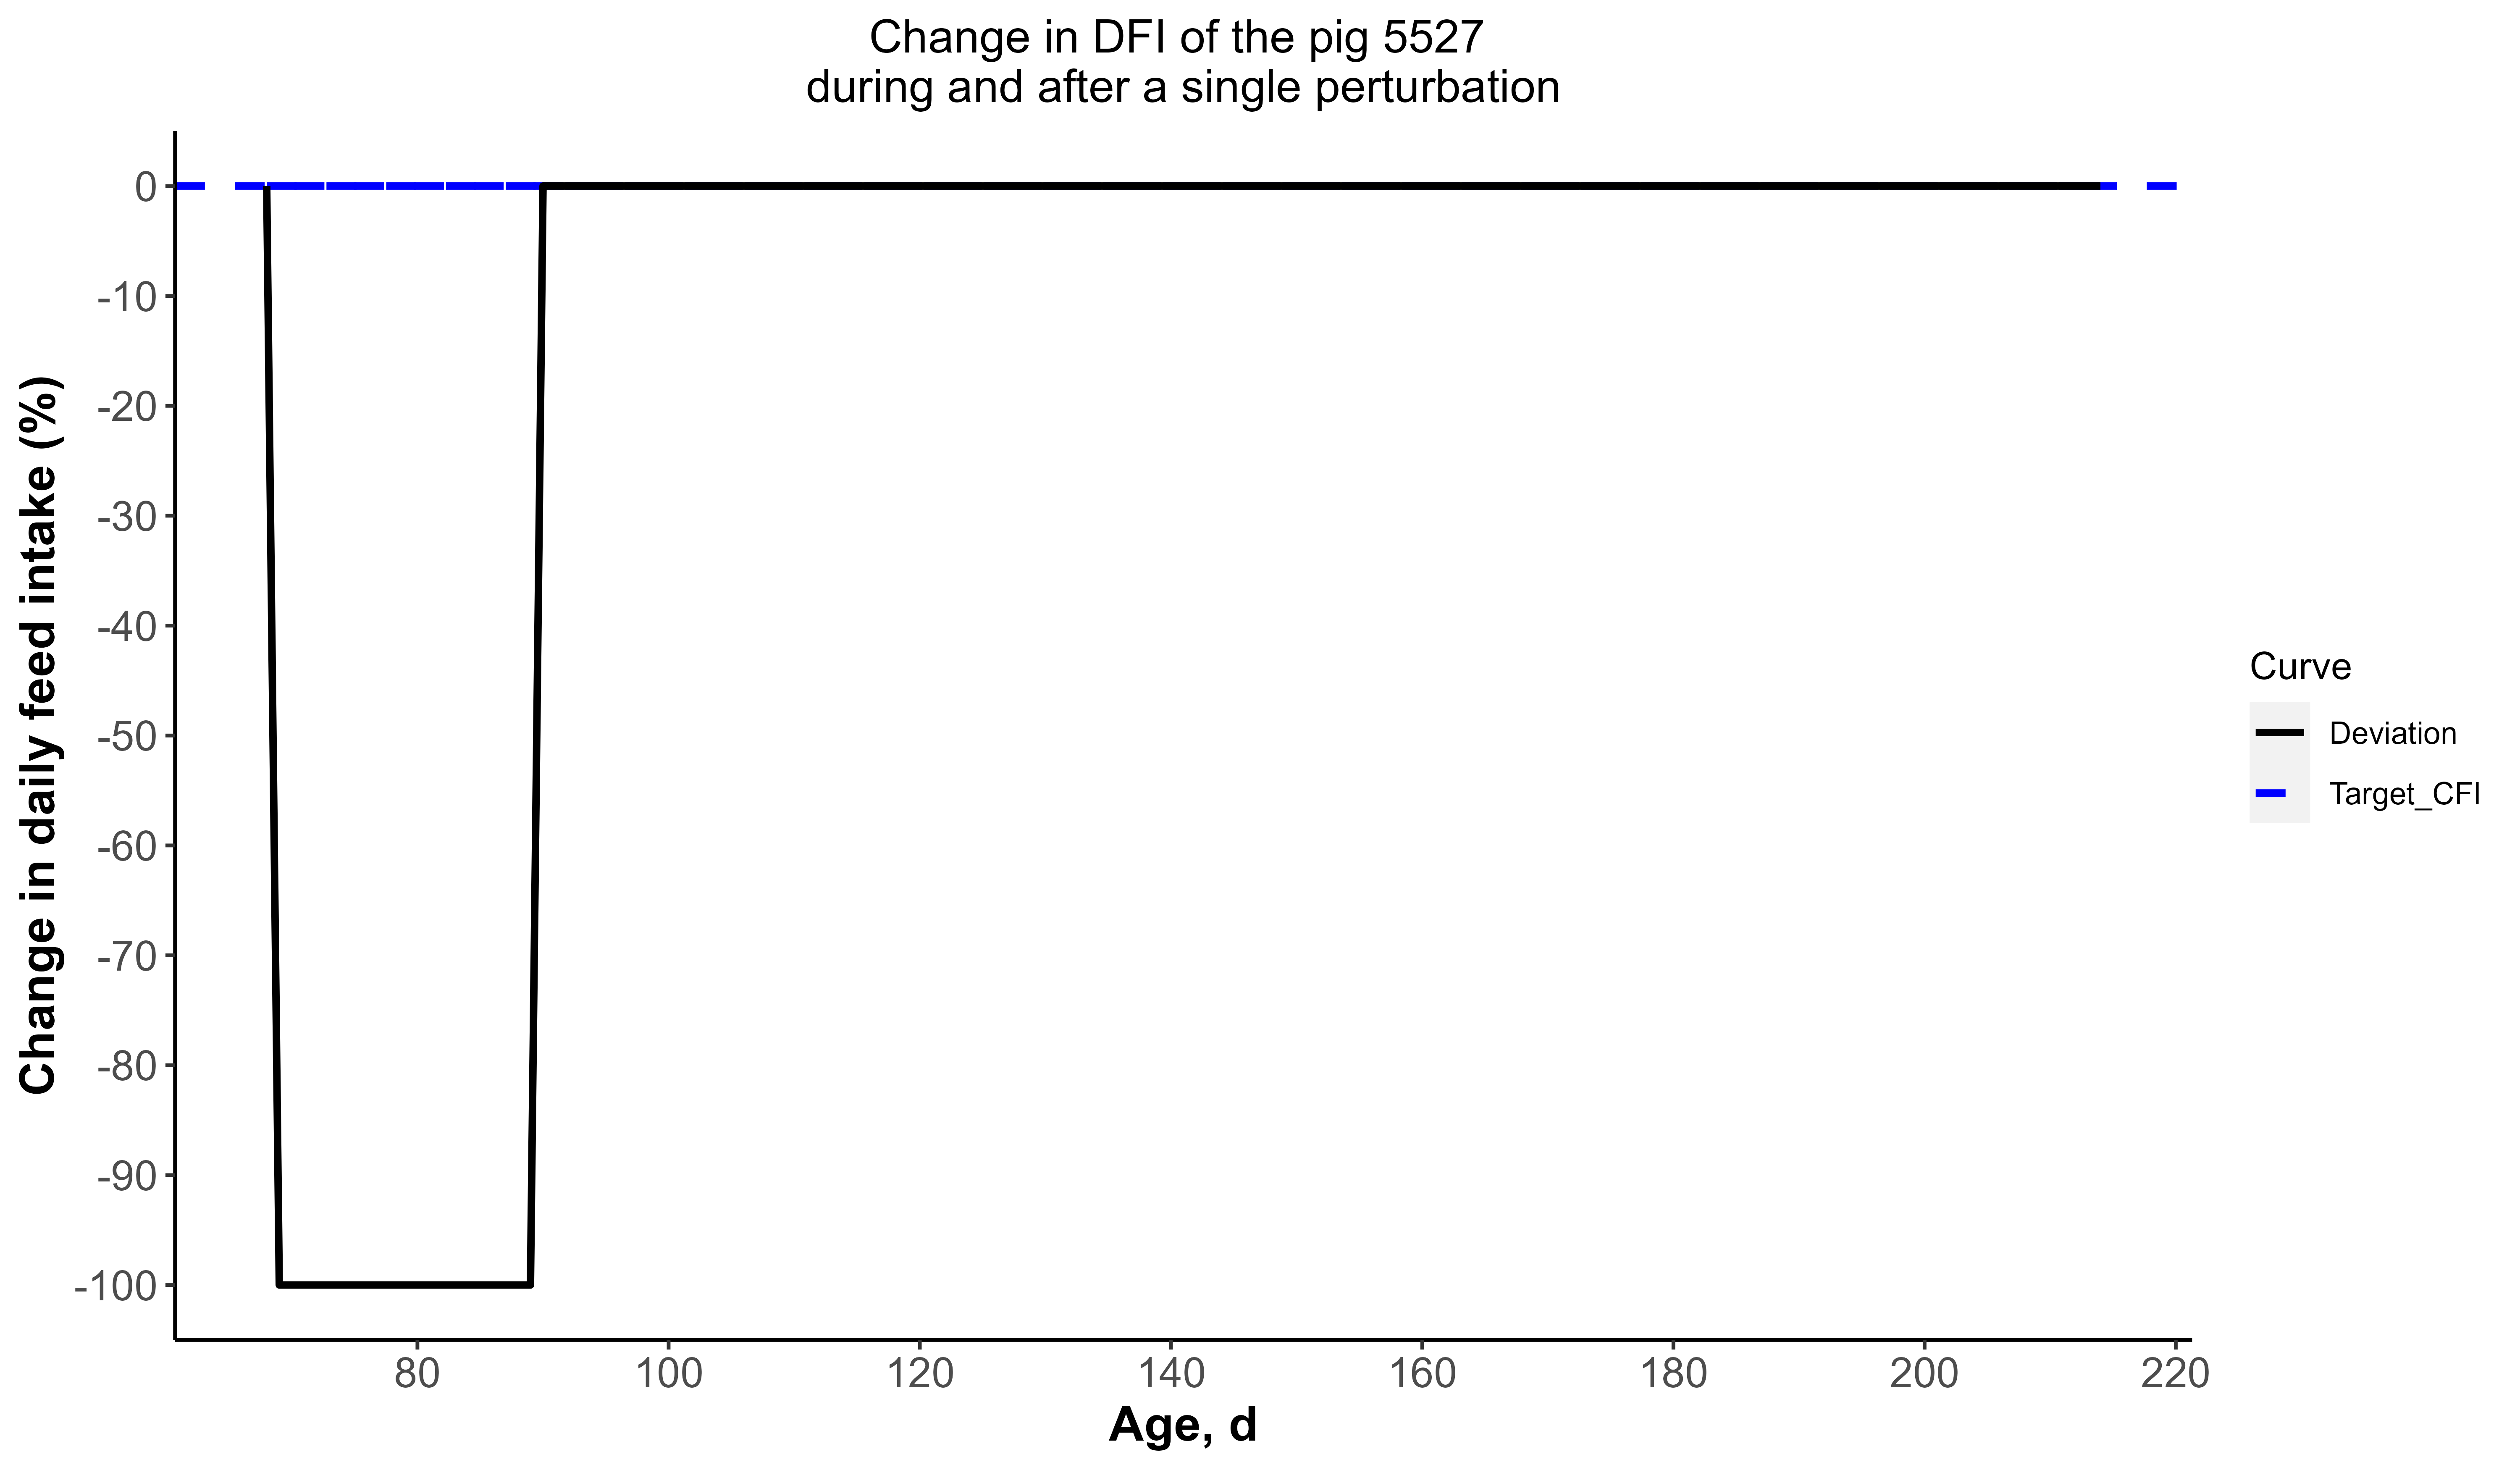 Change in DFI of the pig 5527
during and after a single perturbation
Change in daily feed intake (%)
0
-10
-20
-30
-40
-50
-60
-70
-80
-90
-100
80
100
120
140
160
180
200
220
Age, d
Curve
Deviation
Target_CFI